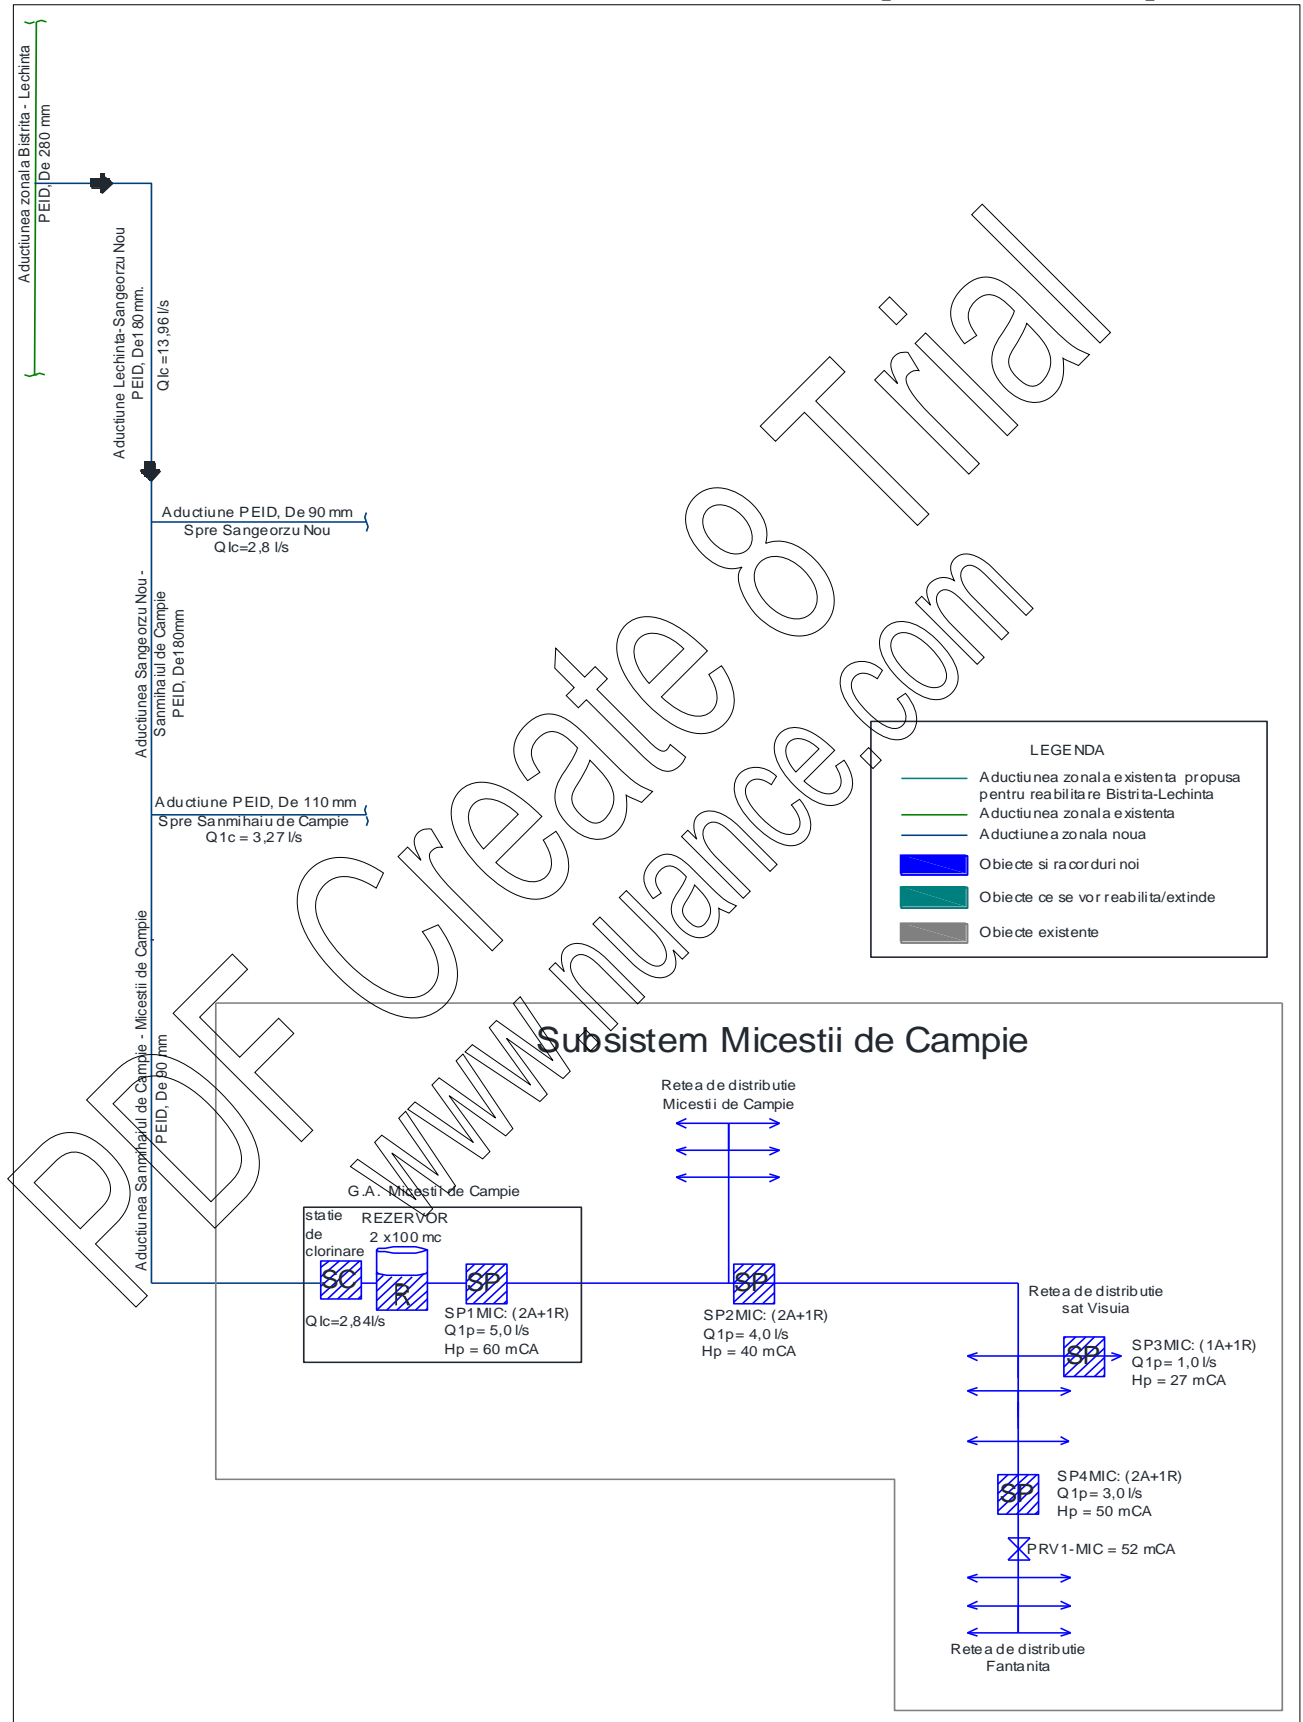 Aductiunea zonala Bistrita - Lechinta
PEID, De 280 mm
Aductiune Lechinta-Sangeorzu Nou
PEID, De180mm.
QIc=13,96 l/s
Aductiune PEID, De 90 mm
Spre Sangeorzu Nou
QIc=2,8 l/s
Aductiunea Sangeorzu Nou -
Sanmihaiul de Campie
PEID, De180mm
Aductiune PEID, De 110 mm
Spre Sanmihaiu de Campie
Q1c = 3,27 l/s
Aductiunea Sanmihaiul de Campie - Micestii de Campie
PEID, De 90 mm
PDF Create 8 Trial
www.nuance.com
LEGENDA
Aductiunea zonala existenta propusa
pentru reabilitare Bistrita-Lechinta
Aductiunea zonala existenta
Aductiunea zonala noua
Obiecte si racorduri noi
Obiecte ce se vor reabilita/extinde
Obiecte existente
Subsistem Micestii de Campie
Retea de distributie
Micestii de Campie
G.A. Micestii de Campie
statie
de
clorinare
REZERVOR
2 x100 mc
SC
R
SP
QIc=2,84l/s
SP1MIC: (2A+1R)
Q1p= 5,0 l/s
Hp = 60 mCA
SP
SP2MIC: (2A+1R)
Q1p= 4,0 l/s
Hp = 40 mCA
Retea de distributie
sat Visuia
SP
SP3MIC: (1A+1R)
Q1p= 1,0 l/s
Hp = 27 mCA
SP
SP4MIC: (2A+1R)
Q1p= 3,0 l/s
Hp = 50 mCA
PRV1-MIC = 52 mCA
Retea de distributie
Fantanita